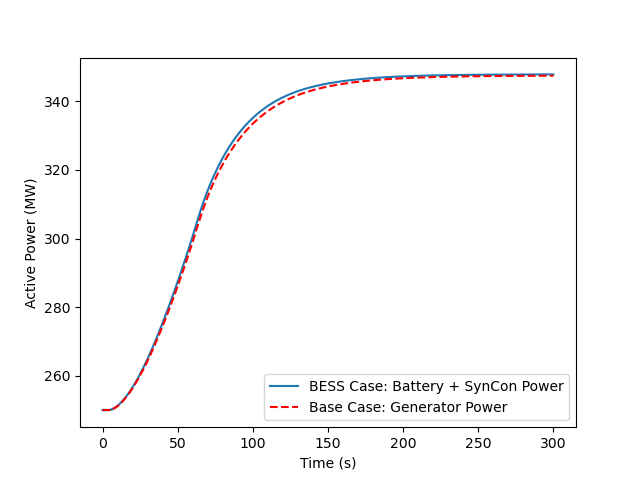 340
320
300
280
260
Active Power (MW)
BESS Case: Battery + SynCon Power
Base Case: Generator Power
0 50 100 150 200 250 300
Time (s)